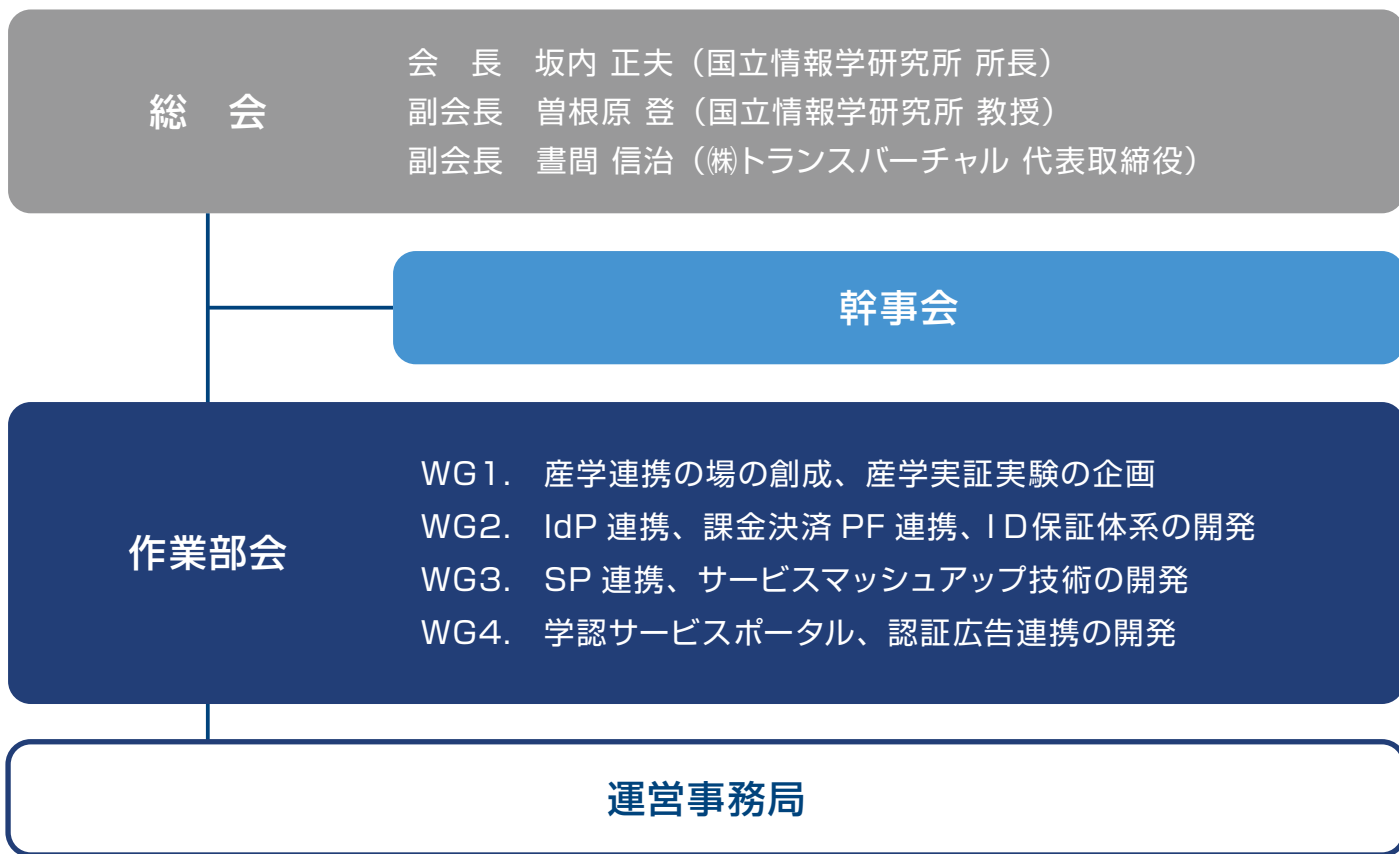 総　会
会　長　坂内 正夫（国立情報学研究所 所長）
副会長　曽根原 登（国立情報学研究所 教授）
副会長　晝間 信治（㈱トランスバーチャル 代表取締役）
幹事会
作業部会
WG1.　産学連携の場の創成、産学実証実験の企画
WG2.　IdP 連携、課金決済 PF 連携、ID保証体系の開発
WG3.　SP 連携、サービスマッシュアップ技術の開発
WG4.　学認サービスポータル、認証広告連携の開発
運営事務局